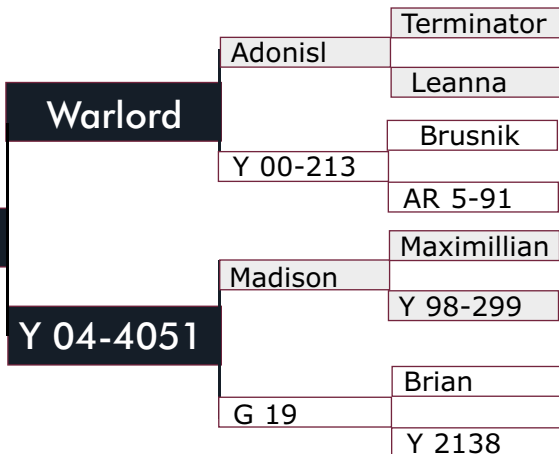 Terminator
Adonisl
Leanna
Warlord
Brusnik
Y 00-213
AR 5-91
Maximillian
Madison
Y 98-299
Y 04-4051
Brian
G 19
Y 2138